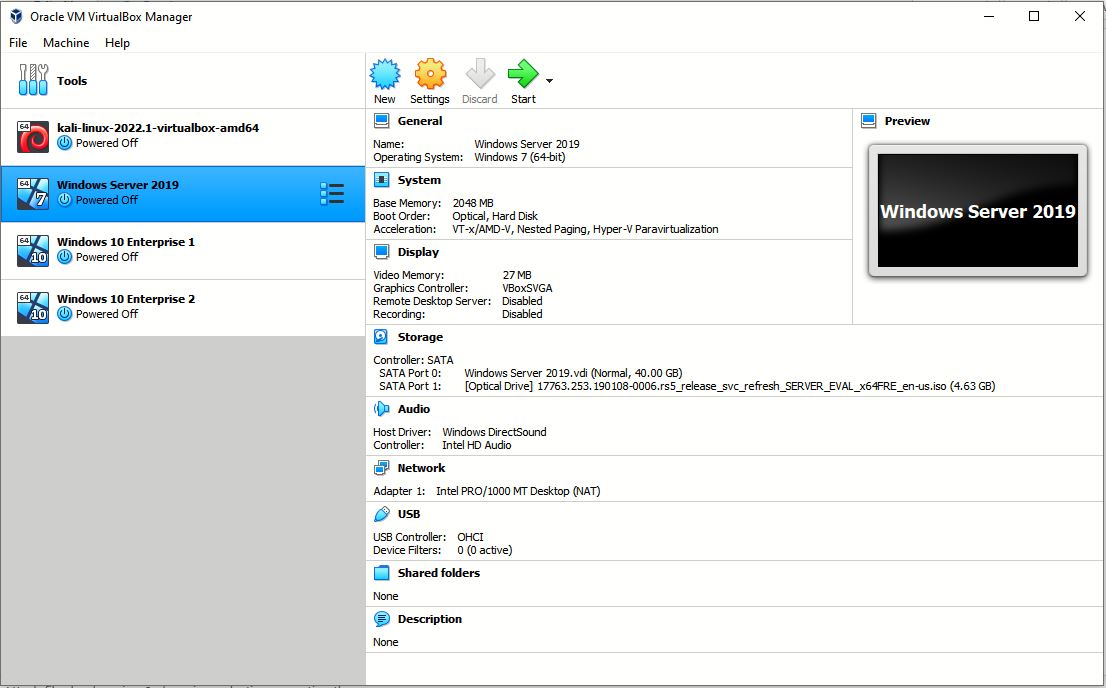 Oracle VM VirtualBox Manager
File Machine Help
Tools
New Settings Discard Start
64
kali-linux-2022.1-virtualbox-amd64
Powered Off
64
7
Windows Server 2019
Powered Off
64
10
Windows 10 Enterprise 1
Powered Off
64
10
Windows 10 Enterprise 2
Powered Off
General
Name: Windows Server 2019
Operating System: Windows 7 (64-bit)
System
Base Memory: 2048 MB
Boot Order: Optical, Hard Disk
Acceleration: VT-x/AMD-V, Nested Paging, Hyper-V Paravirtualization
Display
Video Memory: 27 MB
Graphics Controller: VBoxSVGA
Remote Desktop Server: Disabled
Recording: Disabled
Preview
Windows Server 2019
Storage
Controller: SATA
SATA Port 0: Windows Server 2019.vdi (Normal, 40.00 GB)
SATA Port 1: [Optical Drive] 17763.253.190108-0006.rs5_release_svc_refresh_SERVER_EVAL_x64FRE_en-us.iso (4.63 GB)
Audio
Host Driver: Windows DirectSound
Controller: Intel HD Audio
Network
Adapter 1: Intel PRO/1000 MT Desktop (NAT)
USB
USB Controller: OHCI
Device Filters: 0 (0 active)
Shared folders
None
Description
None